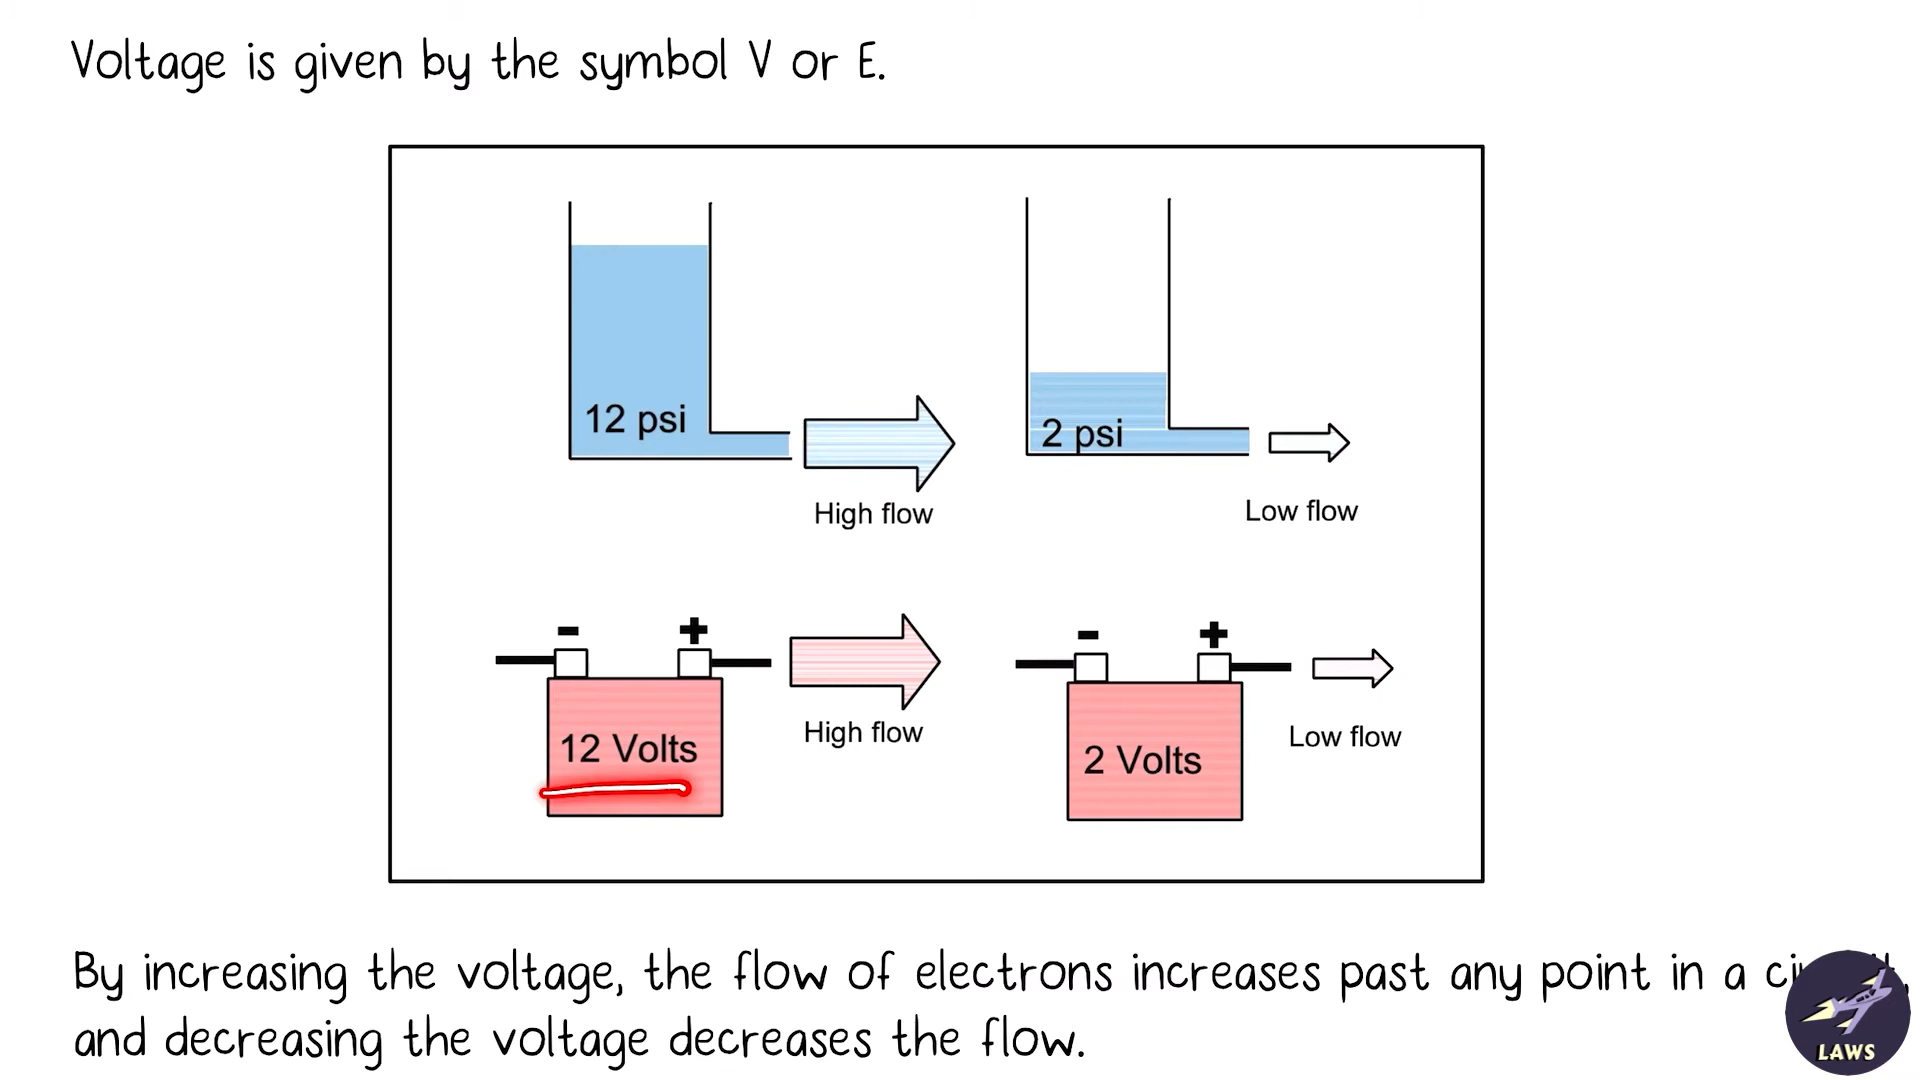 Voltage is given by the symbol V or E.
12 psi
2 psi
High flow
Low flow
- +
- +
12 Volts
High flow
2 Volts
Low flow
By increasing the voltage, the flow of electrons increases past any point in a
and decreasing the voltage decreases the flow.
LAWS